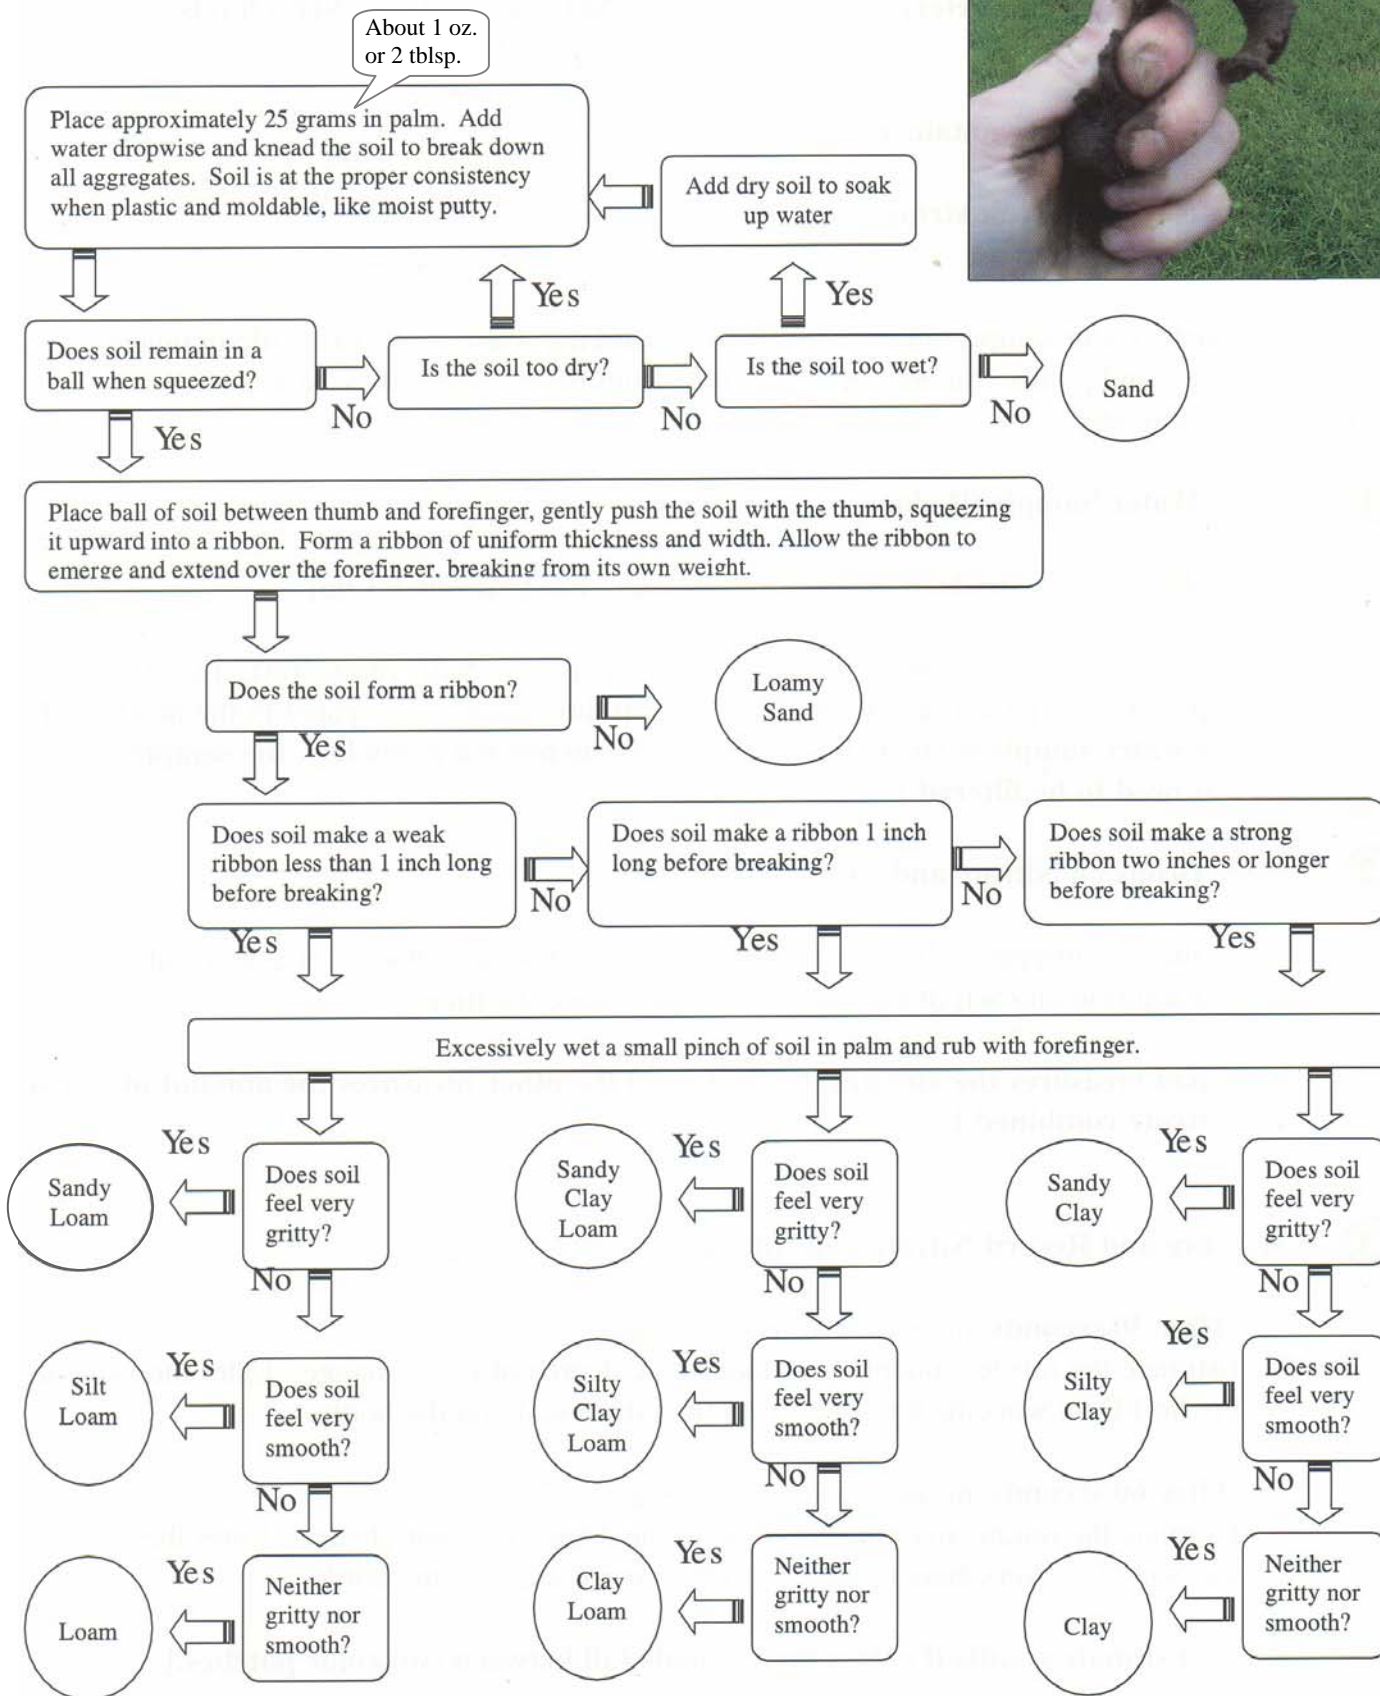 About 1 oz.
or 2 tblsp.
Place approximately 25 grams in palm. Add
water dropwise and knead the soil to break down
all aggregates. Soil is at the proper consistency
when plastic and moldable, like moist putty.
Add dry soil to soak
up water
Yes
Yes
Does soil remain in a
ball when squeezed?
No
Is the soil too dry?
No
Is the soil too wet?
No
Sand
Yes
Place ball of soil between thumb and forefinger, gently push the soil with the thumb, squeezing
it upward into a ribbon. Form a ribbon of uniform thickness and width. Allow the ribbon to
emerge and extend over the forefinger, breaking from its own weight.
Does the soil form a ribbon?
No
Loamy
Sand
Yes
Does soil make a weak
ribbon less than 1 inch long
before breaking?
No
Does soil make a ribbon 1 inch
long before breaking?
No
Does soil make a strong
ribbon two inches or longer
before breaking?
Yes
Yes
Yes
Excessively wet a small pinch of soil in palm and rub with forefinger.
Sandy
Loam
Yes
Does soil
feel very
gritty?
No
Sandy
Clay
Loam
Yes
Does soil
feel very
gritty?
No
Sandy
Clay
Yes
Does soil
feel very
gritty?
No
Silt
Loam
Yes
Does soil
feel very
smooth?
No
Silty
Clay
Loam
Yes
Does soil
feel very
smooth?
No
Silty
Clay
Yes
Does soil
feel very
smooth?
No
Loam
Yes
Neither
gritty nor
smooth?
Clay
Loam
Yes
Neither
gritty nor
smooth?
Clay
Yes
Neither
gritty nor
smooth?